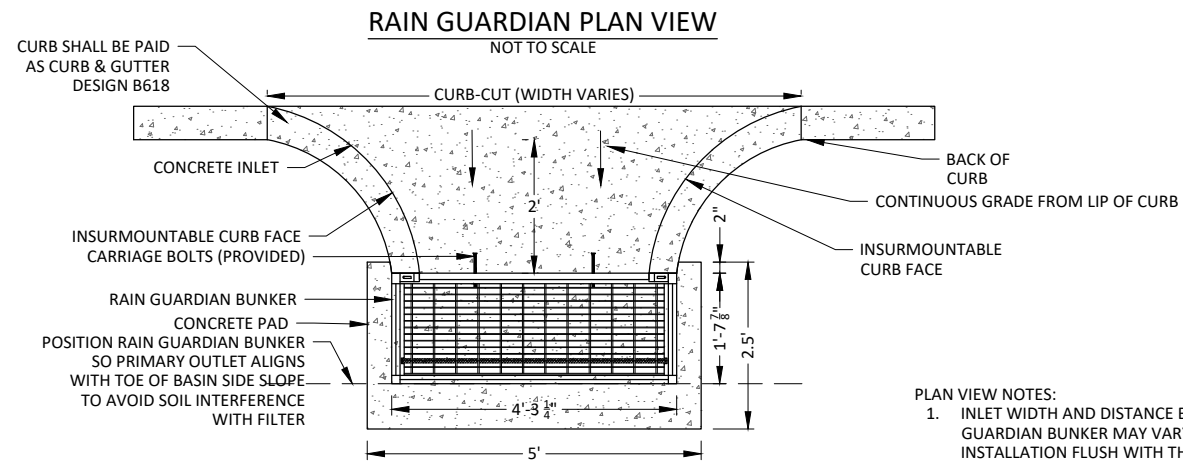 RAIN GUARDIAN PLAN VIEW
NOT TO SCALE
CURB SHALL BE PAID
AS CURB & GUTTER
DESIGN B618
CURB-CUT (WIDTH VARIES)
CONCRETE INLET
BACK OF
CURB
CONTINUOUS GRADE FROM LIP OF CURB
2'
2"
INSURMOUNTABLE CURB FACE
CARRIAGE BOLTS (PROVIDED)
INSURMOUNTABLE
CURB FACE
RAIN GUARDIAN BUNKER
CONCRETE PAD
POSITION RAIN GUARDIAN BUNKER
SO PRIMARY OUTLET ALIGNS
WITH TOE OF BASIN SIDE SLOPE
TO AVOID SOIL INTERFERENCE
WITH FILTER
1'-7 7/8"
2.5'
4'-3 1/4"
5'
PLAN VIEW NOTES:
1. INLET WIDTH AND DISTANCE
GUARDIAN BUNKER MAY
INSTALLATION FLUSH WITH